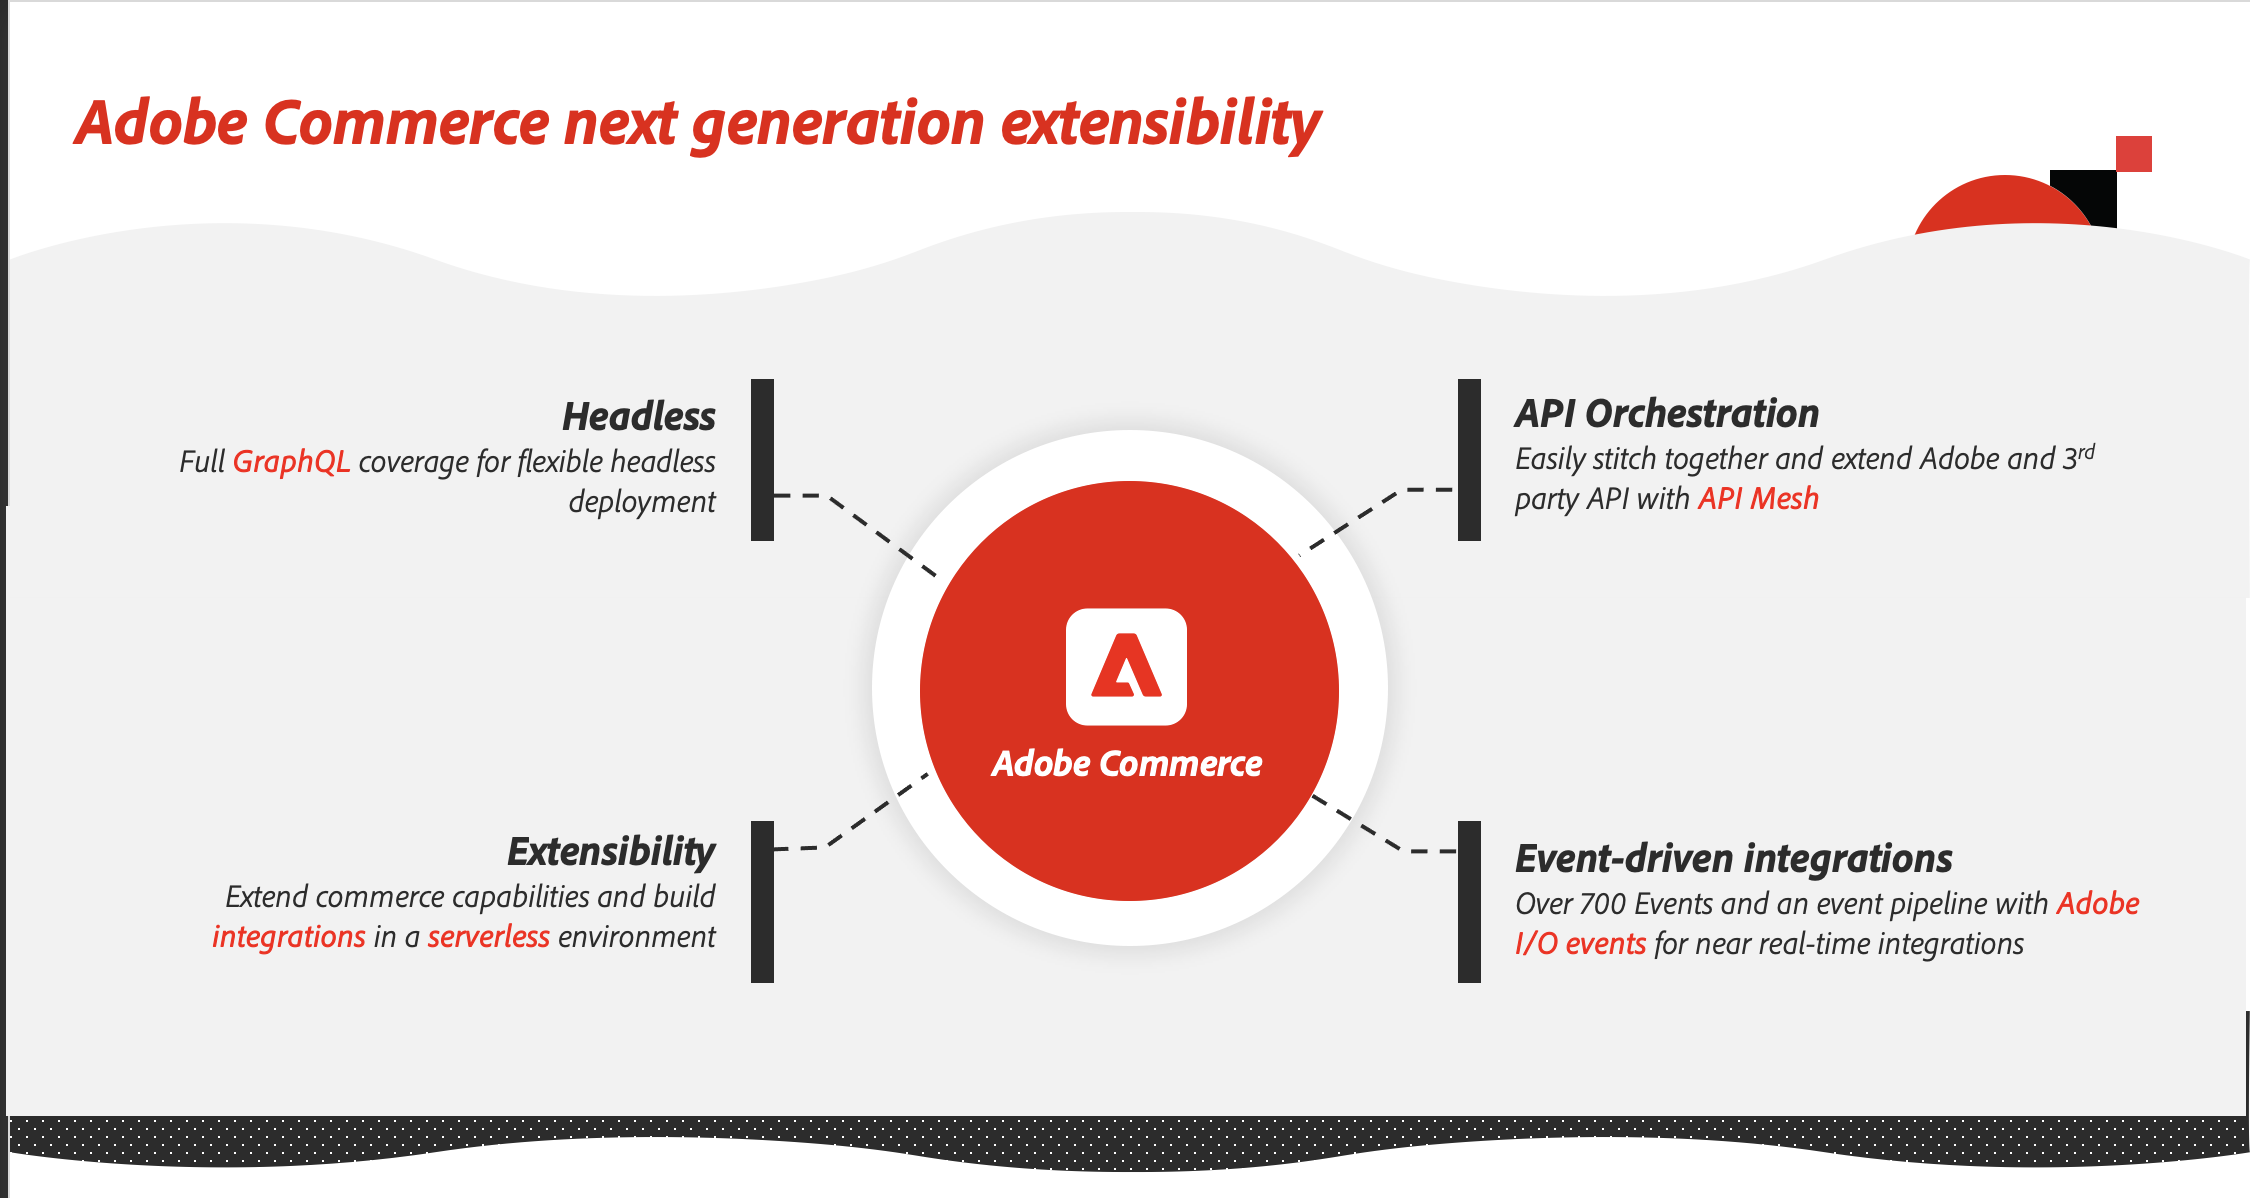 Adobe Commerce next generation extensibility
Headless
Full GraphQL coverage for flexible headless
deployment
API Orchestration
Easily stitch together and extend Adobe and 3rd
party API with API Mesh
Adobe Commerce
Extensibility
Extend commerce capabilities and build
integrations in a serverless environment
Event-driven integrations
Over 700 Events and an event pipeline with Adobe
I/O events for near real-time integrations